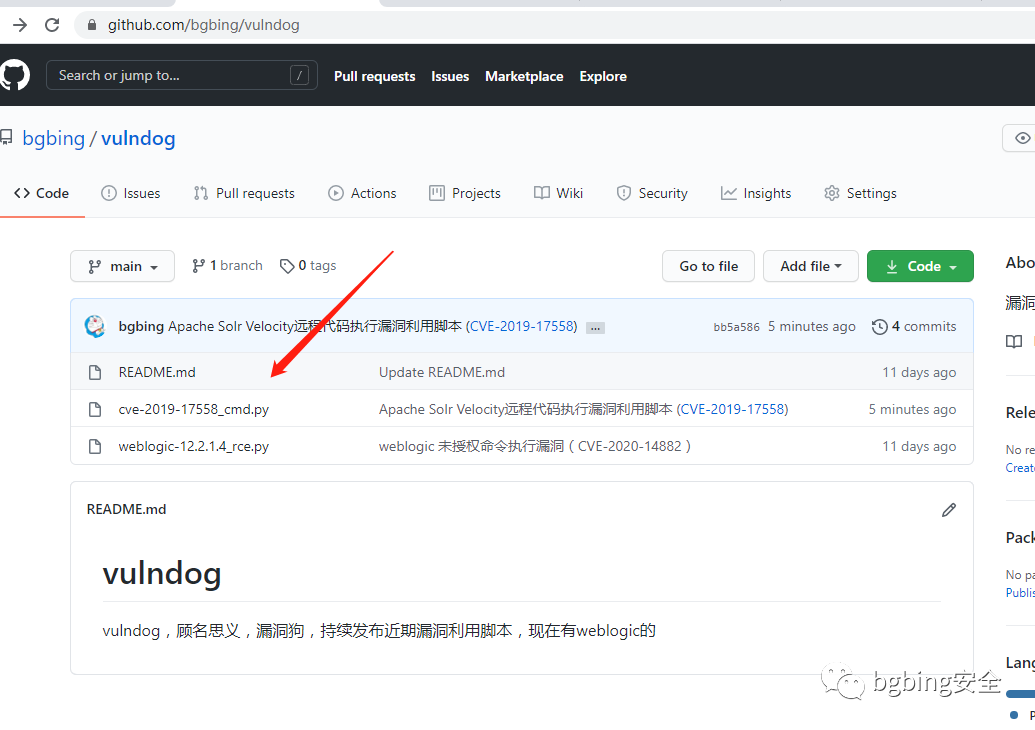 github.com/bgbing/vulndog
Search or jump to... / Pull requests Issues Marketplace Explore
bgbing / vulndog
Code Issues Pull requests Actions Projects Wiki Security Insights Settings
main 1 branch 0 tags Go to file Add file Code
bgbing Apache Solr Velocity远程代码执行漏洞利用脚本 (CVE-2019-17558) ... bb5a586 5 minutes ago 4 commits
README.md Update README.md 11 days ago
cve-2019-17558_cmd.py Apache Solr Velocity远程代码执行漏洞利用脚本 (CVE-2019-17558) 5 minutes ago
weblogic-12.2.1.4_rce.py weblogic 未授权命令执行漏洞（CVE-2020-14882） 11 days ago
README.md
vulndog
vulndog，顾名思义，漏洞狗，持续发布近期漏洞利用脚本，现在有weblogic的
Abo
漏洞
Rele
No re
Create
Pack
No pa
Publis
Lang
P
bgbing安全